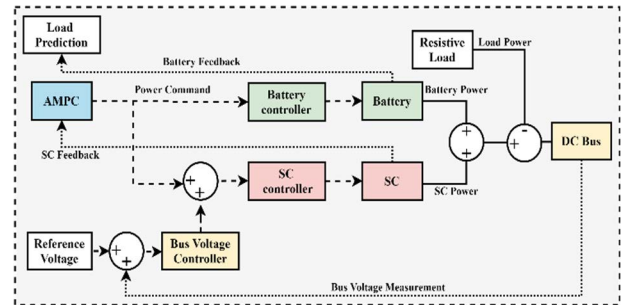 Load
Prediction
Resistive
Load
Load Power
Battery Feedback
AMPC
Power Command
Battery
controller
Battery
Battery Power
+
+
-
+
DC Bus
SC Feedback
+
+
SC
controller
SC
SC Power
Reference
Voltage
+
+
Bus Voltage
Controller
Bus Voltage Measurement